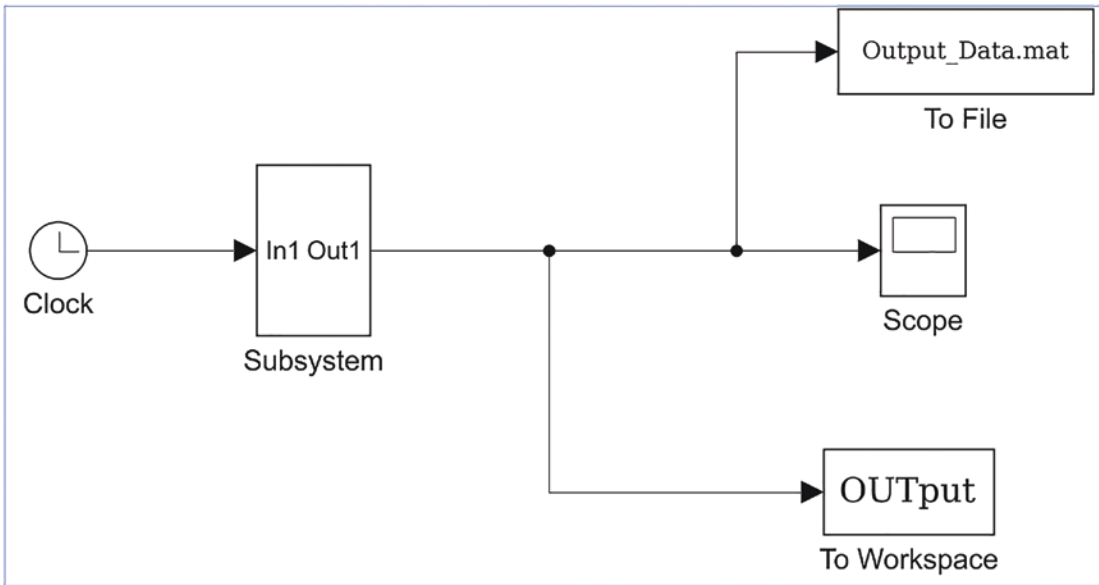 Output_Data.mat
To File
In1 Out1
Clock
Subsystem
Scope
OUTput
To Workspace